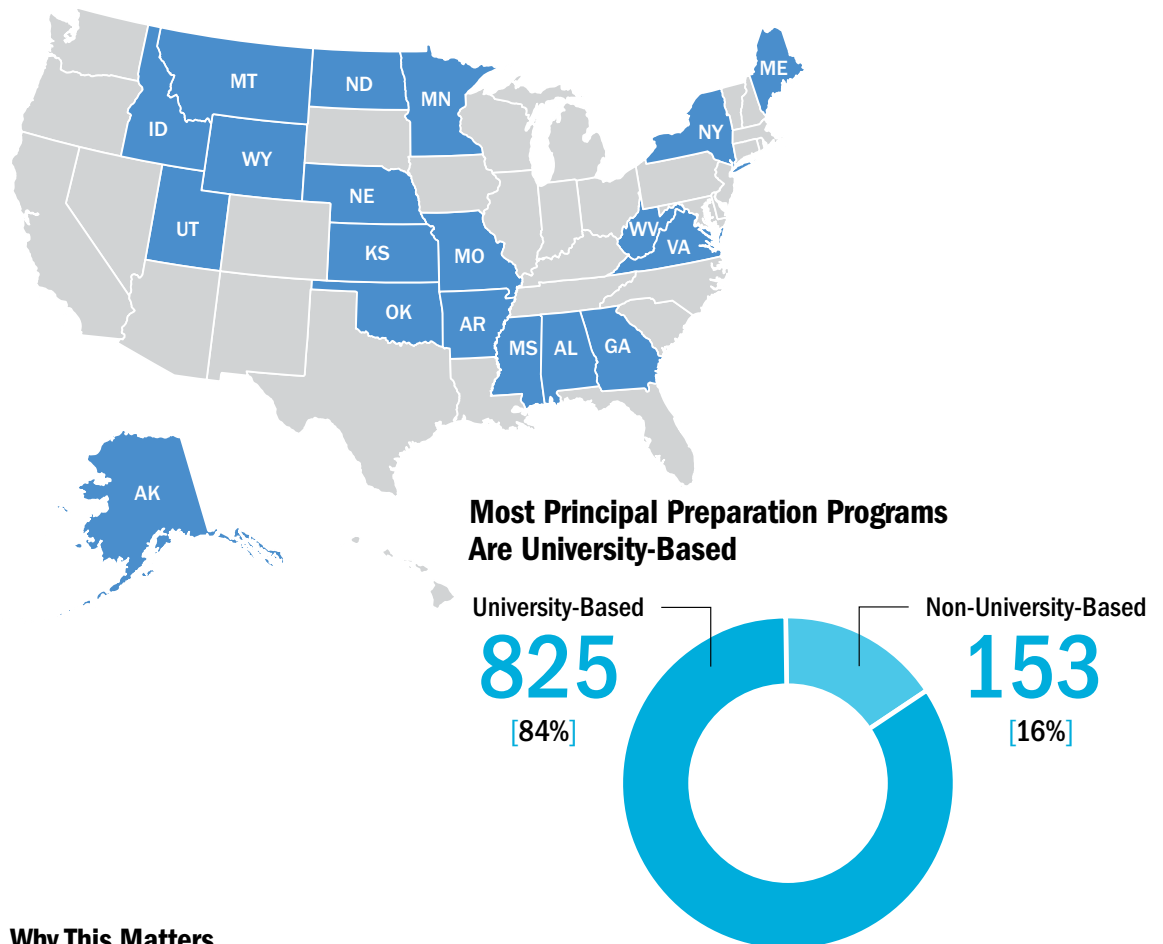 ME
MT
ND
MN
ID
NY
WY
NE
UT
WV
VA
KS
MO
OK
AR
MS
AL
GA
AK
Most Principal Preparation Programs
Are University-Based
University-Based
825
[84%]
Non-University-Based
153
[16%]
Why This Matters